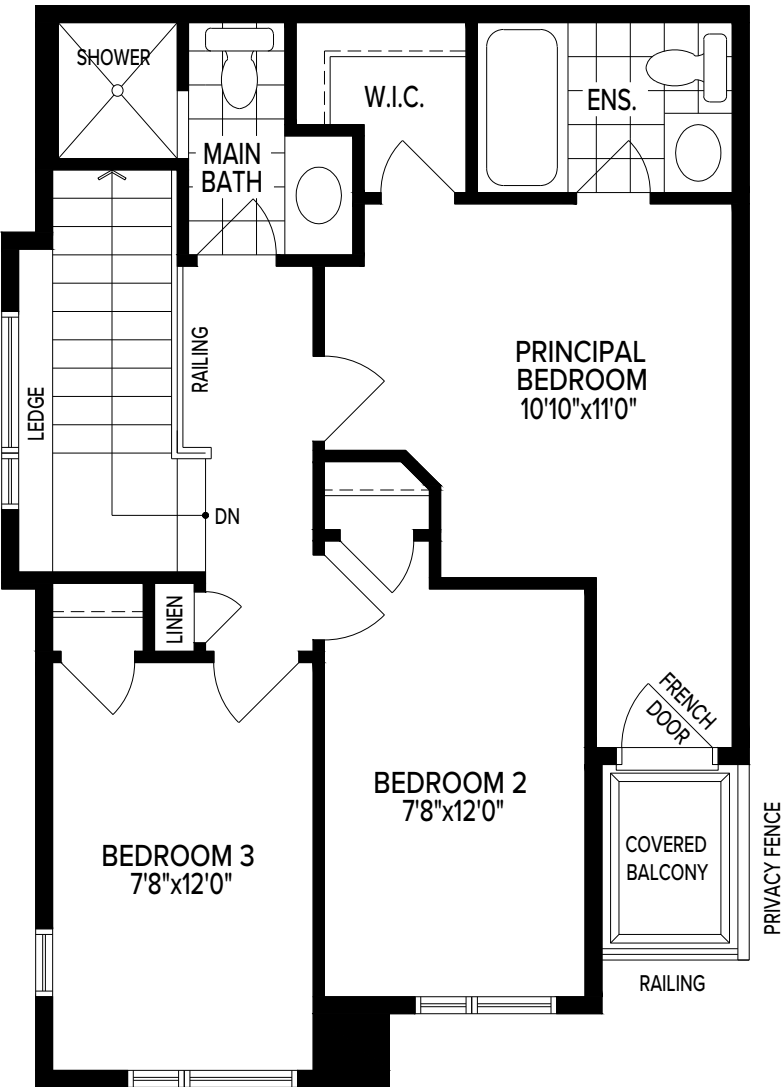 SHOWER
MAIN
BATH
W.I.C.
ENS.
RAILING
LEDGE
PRINCIPAL
BEDROOM
10'10"x11'0"
DN
LINEN
FRENCH
DOOR
BEDROOM 2
7'8"x12'0"
BEDROOM 3
7'8"x12'0"
COVERED
BALCONY
PRIVACY FENCE
RAILING